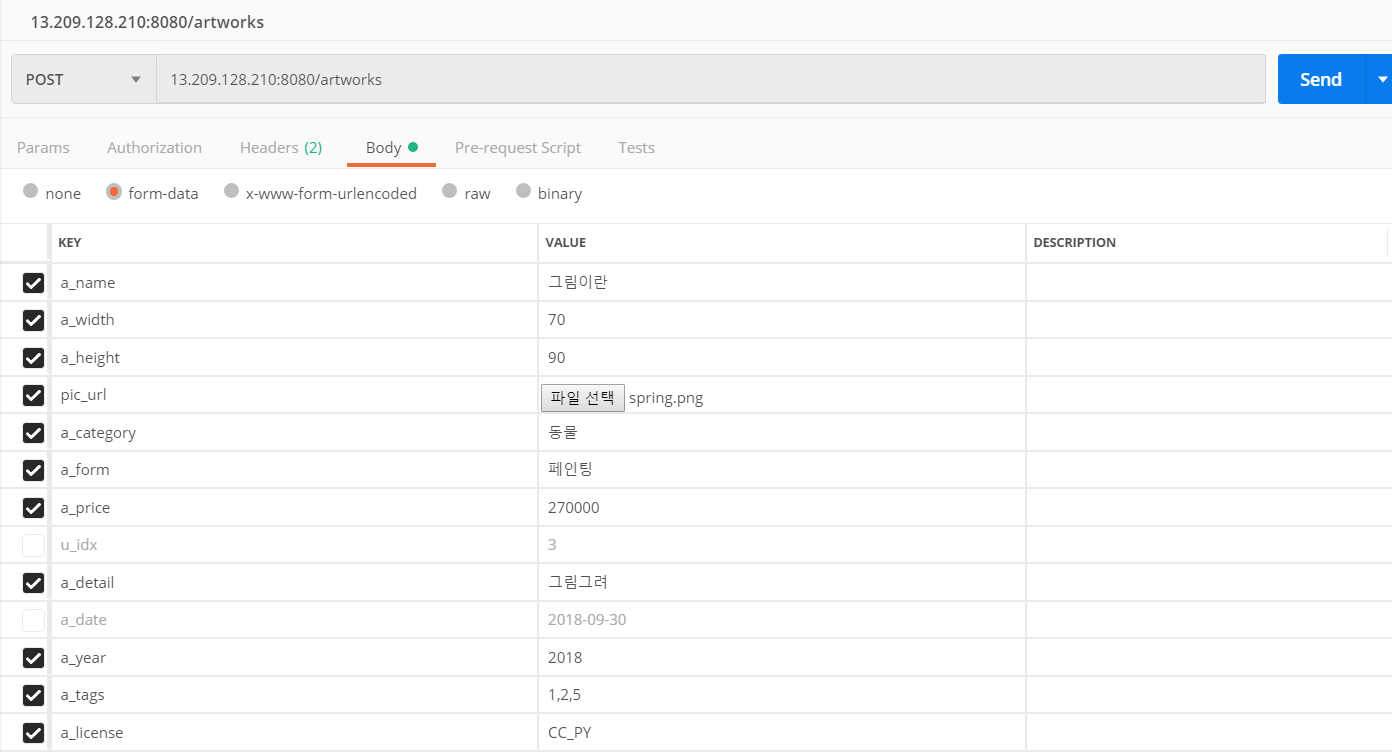 13.209.128.210:8080/artworks
POST 13.209.128.210:8080/artworks Send
Params Authorization Headers (2) Body Pre-request Script Tests
none form-data x-www-form-urlencoded raw binary
KEY VALUE DESCRIPTION
a_name 그림이란
a_width 70
a_height 90
pic_url 파일 선택 spring.png
a_category 동물
a_form 페인팅
a_price 270000
u_idx 3
a_detail 그림그려
a_date 2018-09-30
a_year 2018
a_tags 1,2,5
a_license CC_PY